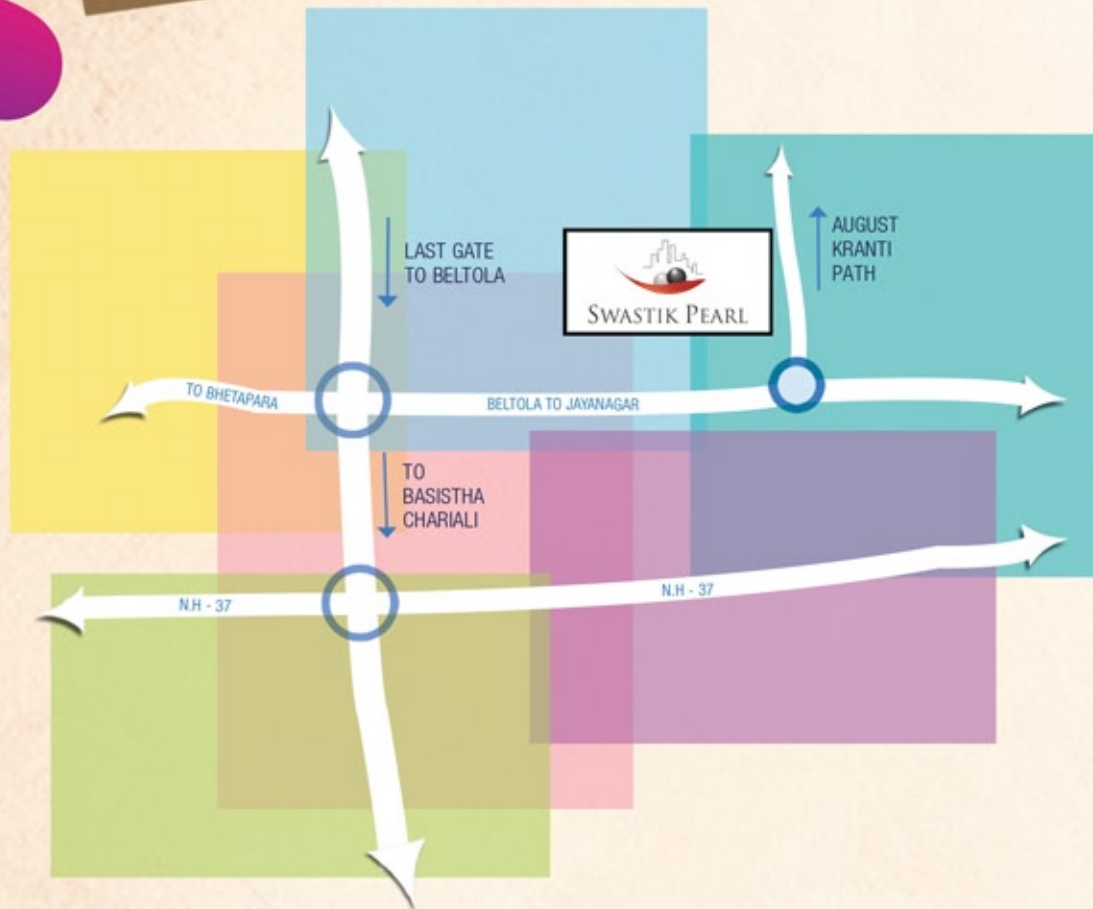 LAST GATE
TO BELTOLA
AUGUST
KRANTI
PATH
SWASTIK PEARL
TO BHETAPARA
BELTOLA TO JAYANAGAR
TO
BASISTHA
CHARIALI
N.H - 37
N.H - 37